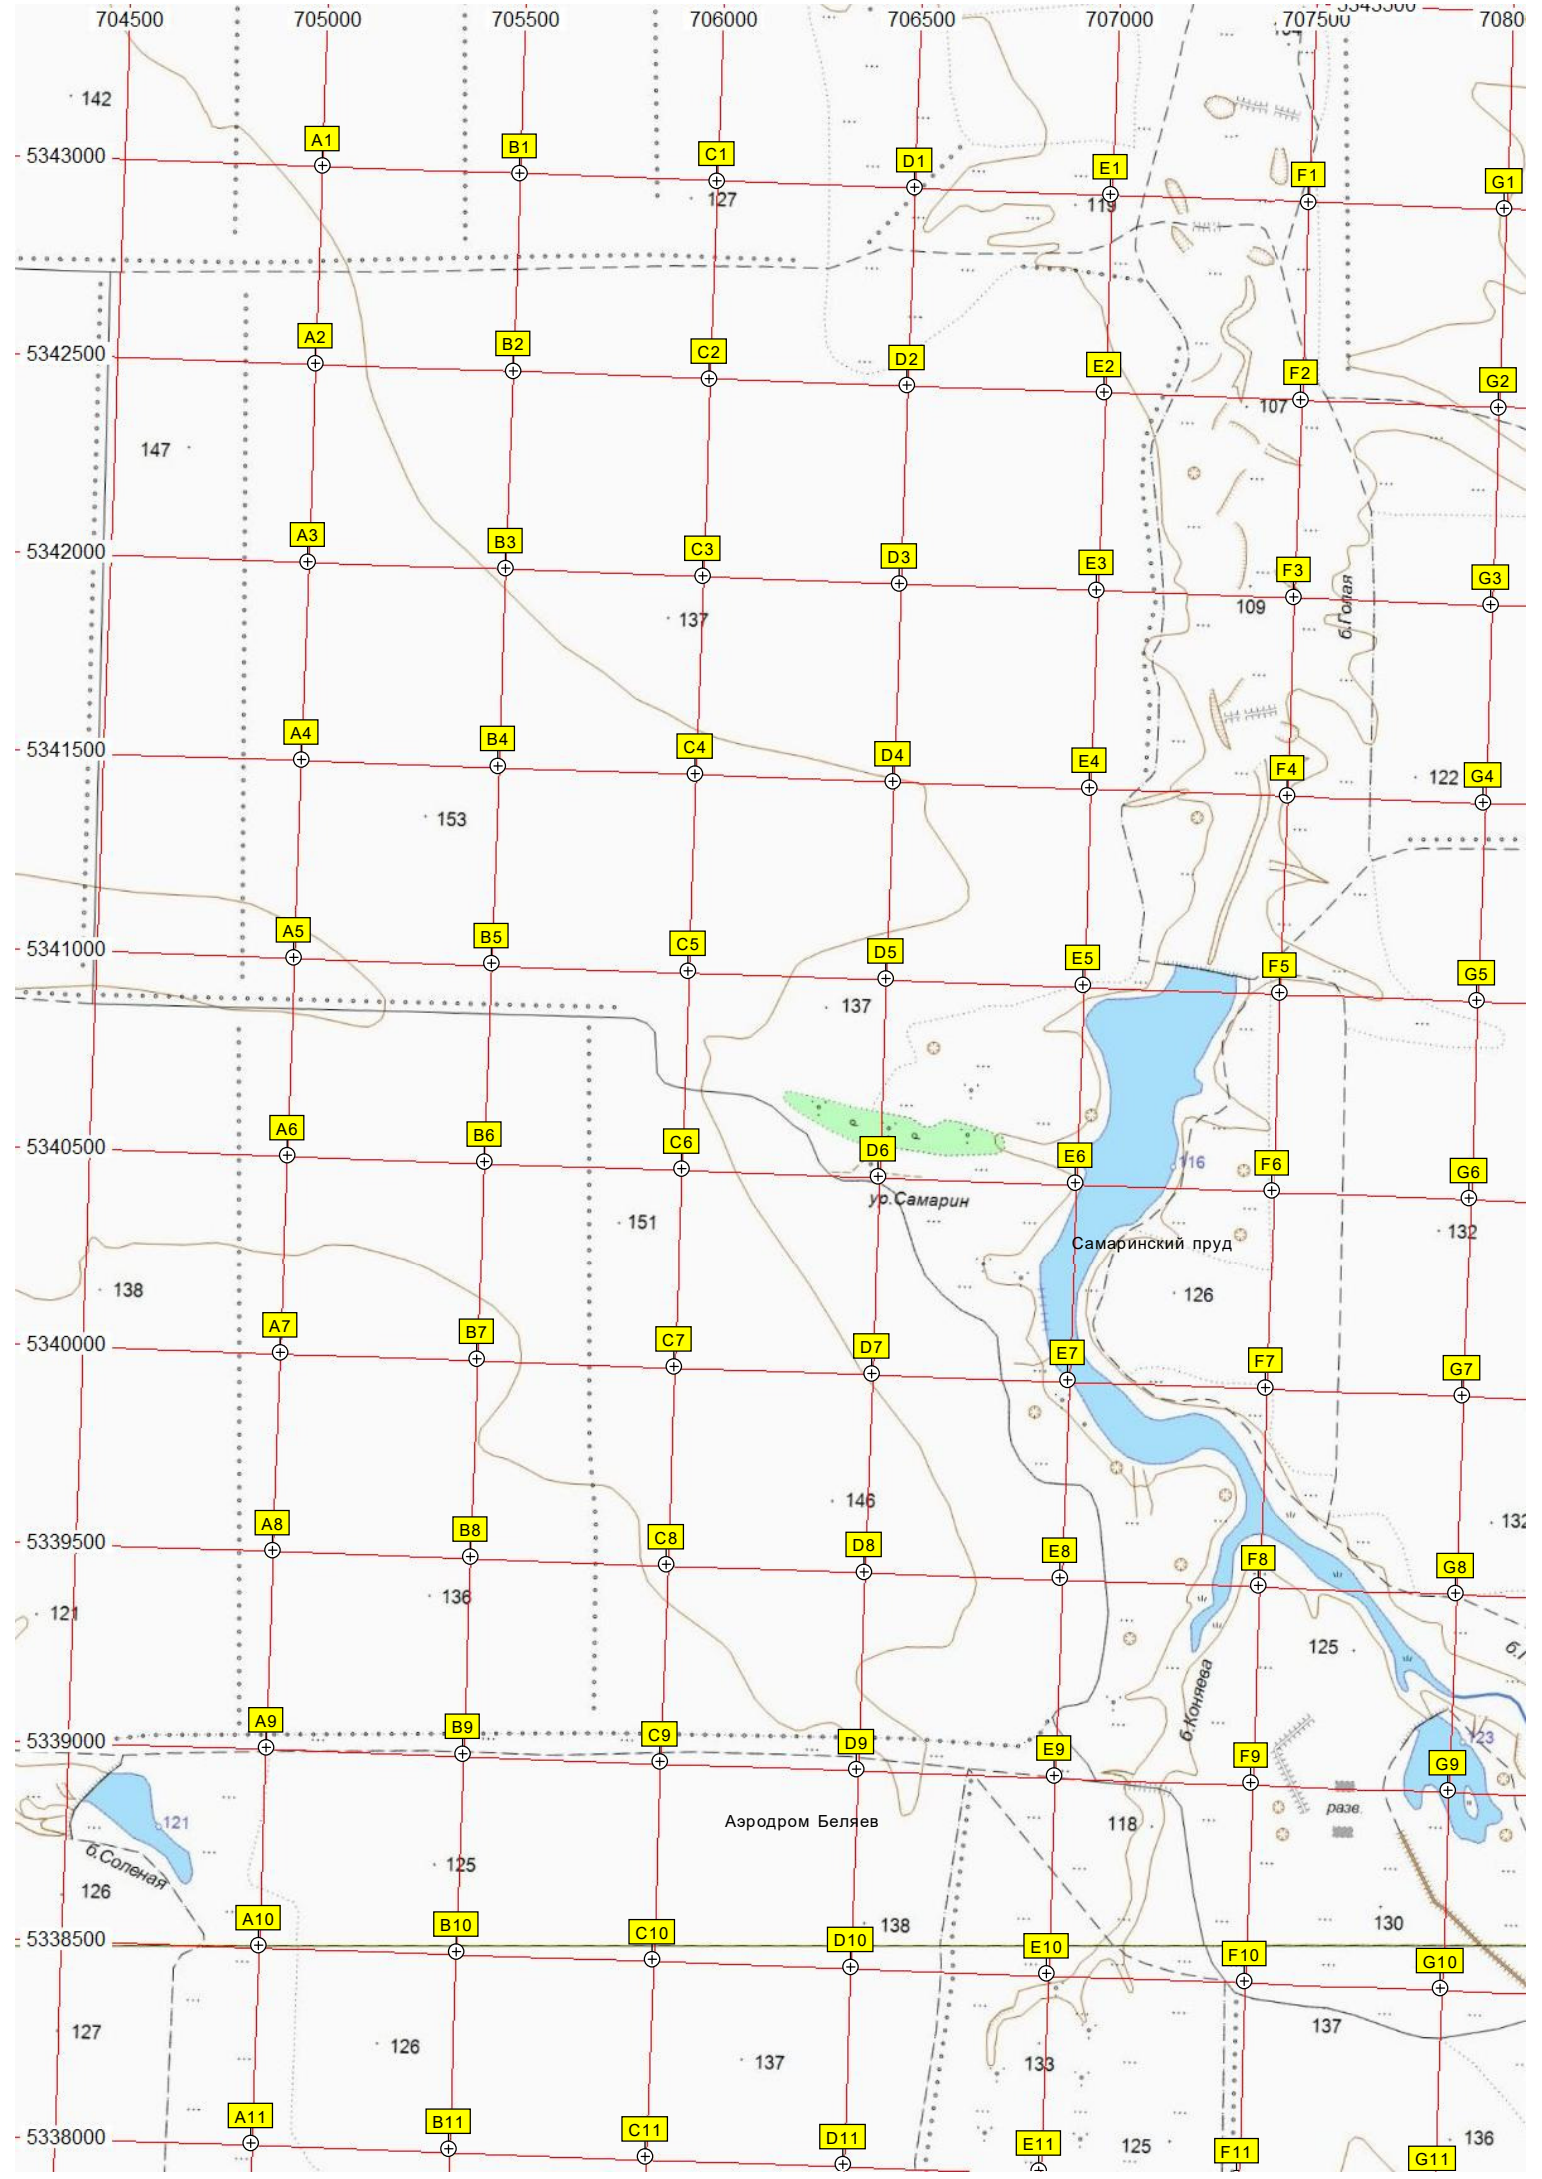 704500 705000 705500 706000 706500 707000 707500
142
A1 B1 C1 D1 E1 F1 G1
5343000
127 119
A2 B2 C2 D2 E2 F2 G2
5342500
107
147
A3 B3 C3 D3 E3 F3 G3
5342000
137 109 б.Голая
A4 B4 C4 D4 E4 F4 G4
5341500
122
153
A5 B5 C5 D5 E5 F5 G5
5341000
137
A6 B6 C6 D6 E6 F6 G6
5340500
116
ур.Самарин
151 132
Самаринский пруд
138 126
A7 B7 C7 D7 E7 F7 G7
5340000
146
132
A8 B8 C8 D8 E8 F8 G8
5339500
136
121
125
б.Коняева
A9 B9 C9 D9 E9 F9 G9
5339000
123
разв.
Аэродром Беляев
121 118
б.Соленая
125
126
A10 B10 C10 D10 E10 F10 G10
5338500
138 130
127 126 137 133 137
A11 B11 C11 D11 E11 F11 G11
5338000
125 136